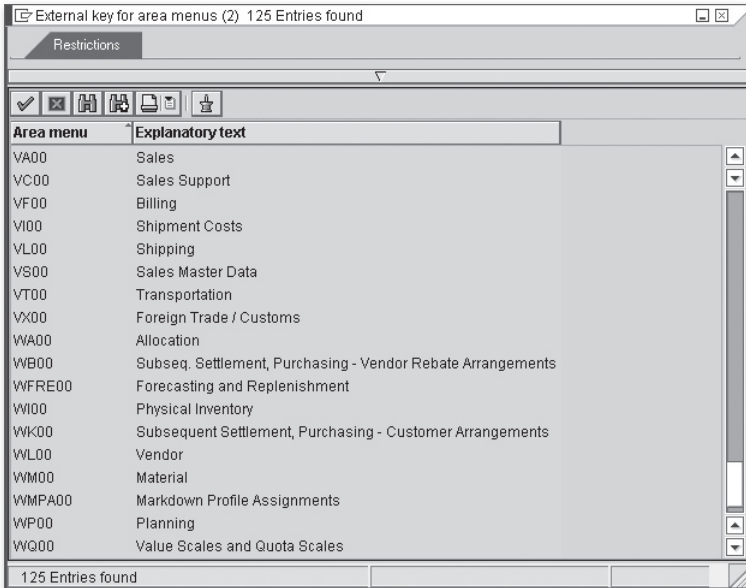 External key for area menus (2) 125 Entries found
Restrictions
Area menu Explanatory text
VA00 Sales
VC00 Sales Support
VF00 Billing
VI00 Shipment Costs
VL00 Shipping
VS00 Sales Master Data
VT00 Transportation
VX00 Foreign Trade / Customs
WA00 Allocation
WB00 Subseq. Settlement, Purchasing - Vendor Rebate Arrangements
WFRE00 Forecasting and Replenishment
WI00 Physical Inventory
WK00 Subsequent Settlement, Purchasing - Customer Arrangements
WL00 Vendor
WM00 Material
WMPA00 Markdown Profile Assignments
WP00 Planning
WQ00 Value Scales and Quota Scales
125 Entries found